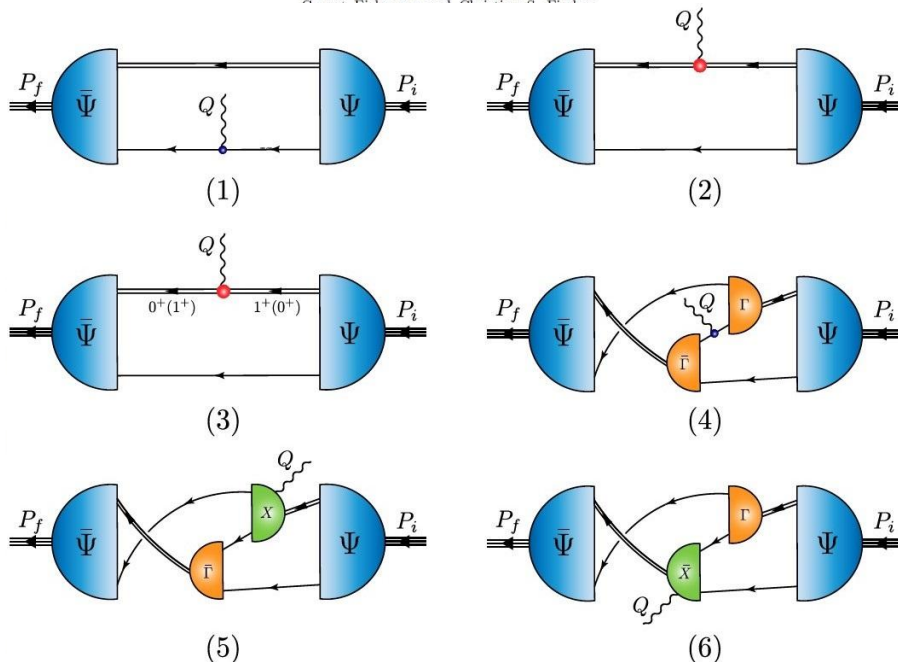 Q
P_f Ψ̄ Q Ψ P_i P_f Ψ̄ Ψ P_i
(1) (2)
Q
0⁺(1⁺) 1⁺(0⁺) Q Γ
P_f Ψ̄ Ψ P_i P_f Ψ̄ Γ̄ Ψ P_i
(3) (4)
Q
X Γ
P_f Ψ̄ Γ̄ Ψ P_i P_f Ψ̄ X̄ Ψ P_i
Q
(5) (6)